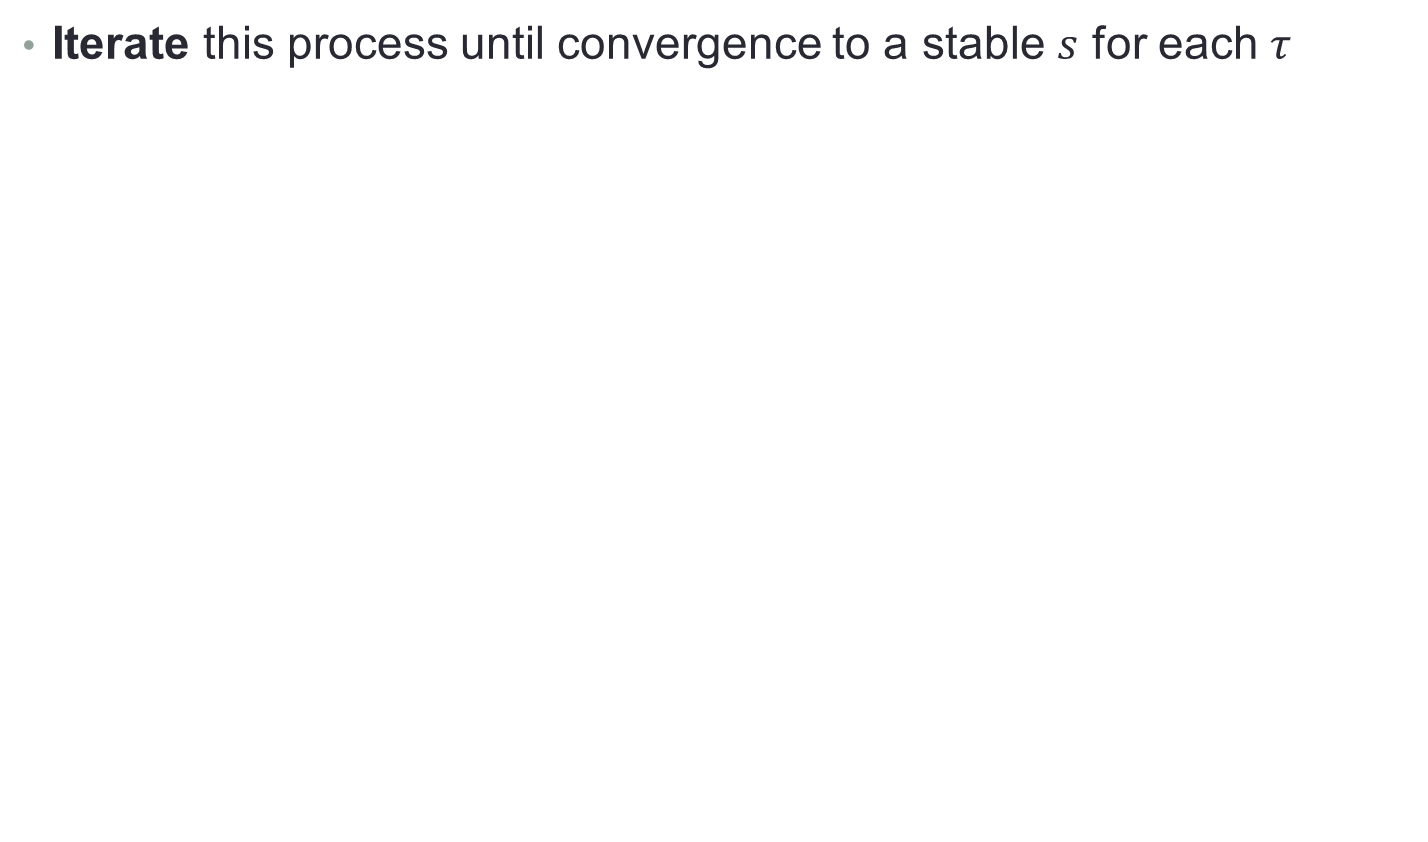 • Iterate this process until convergence to a stable s for each τ